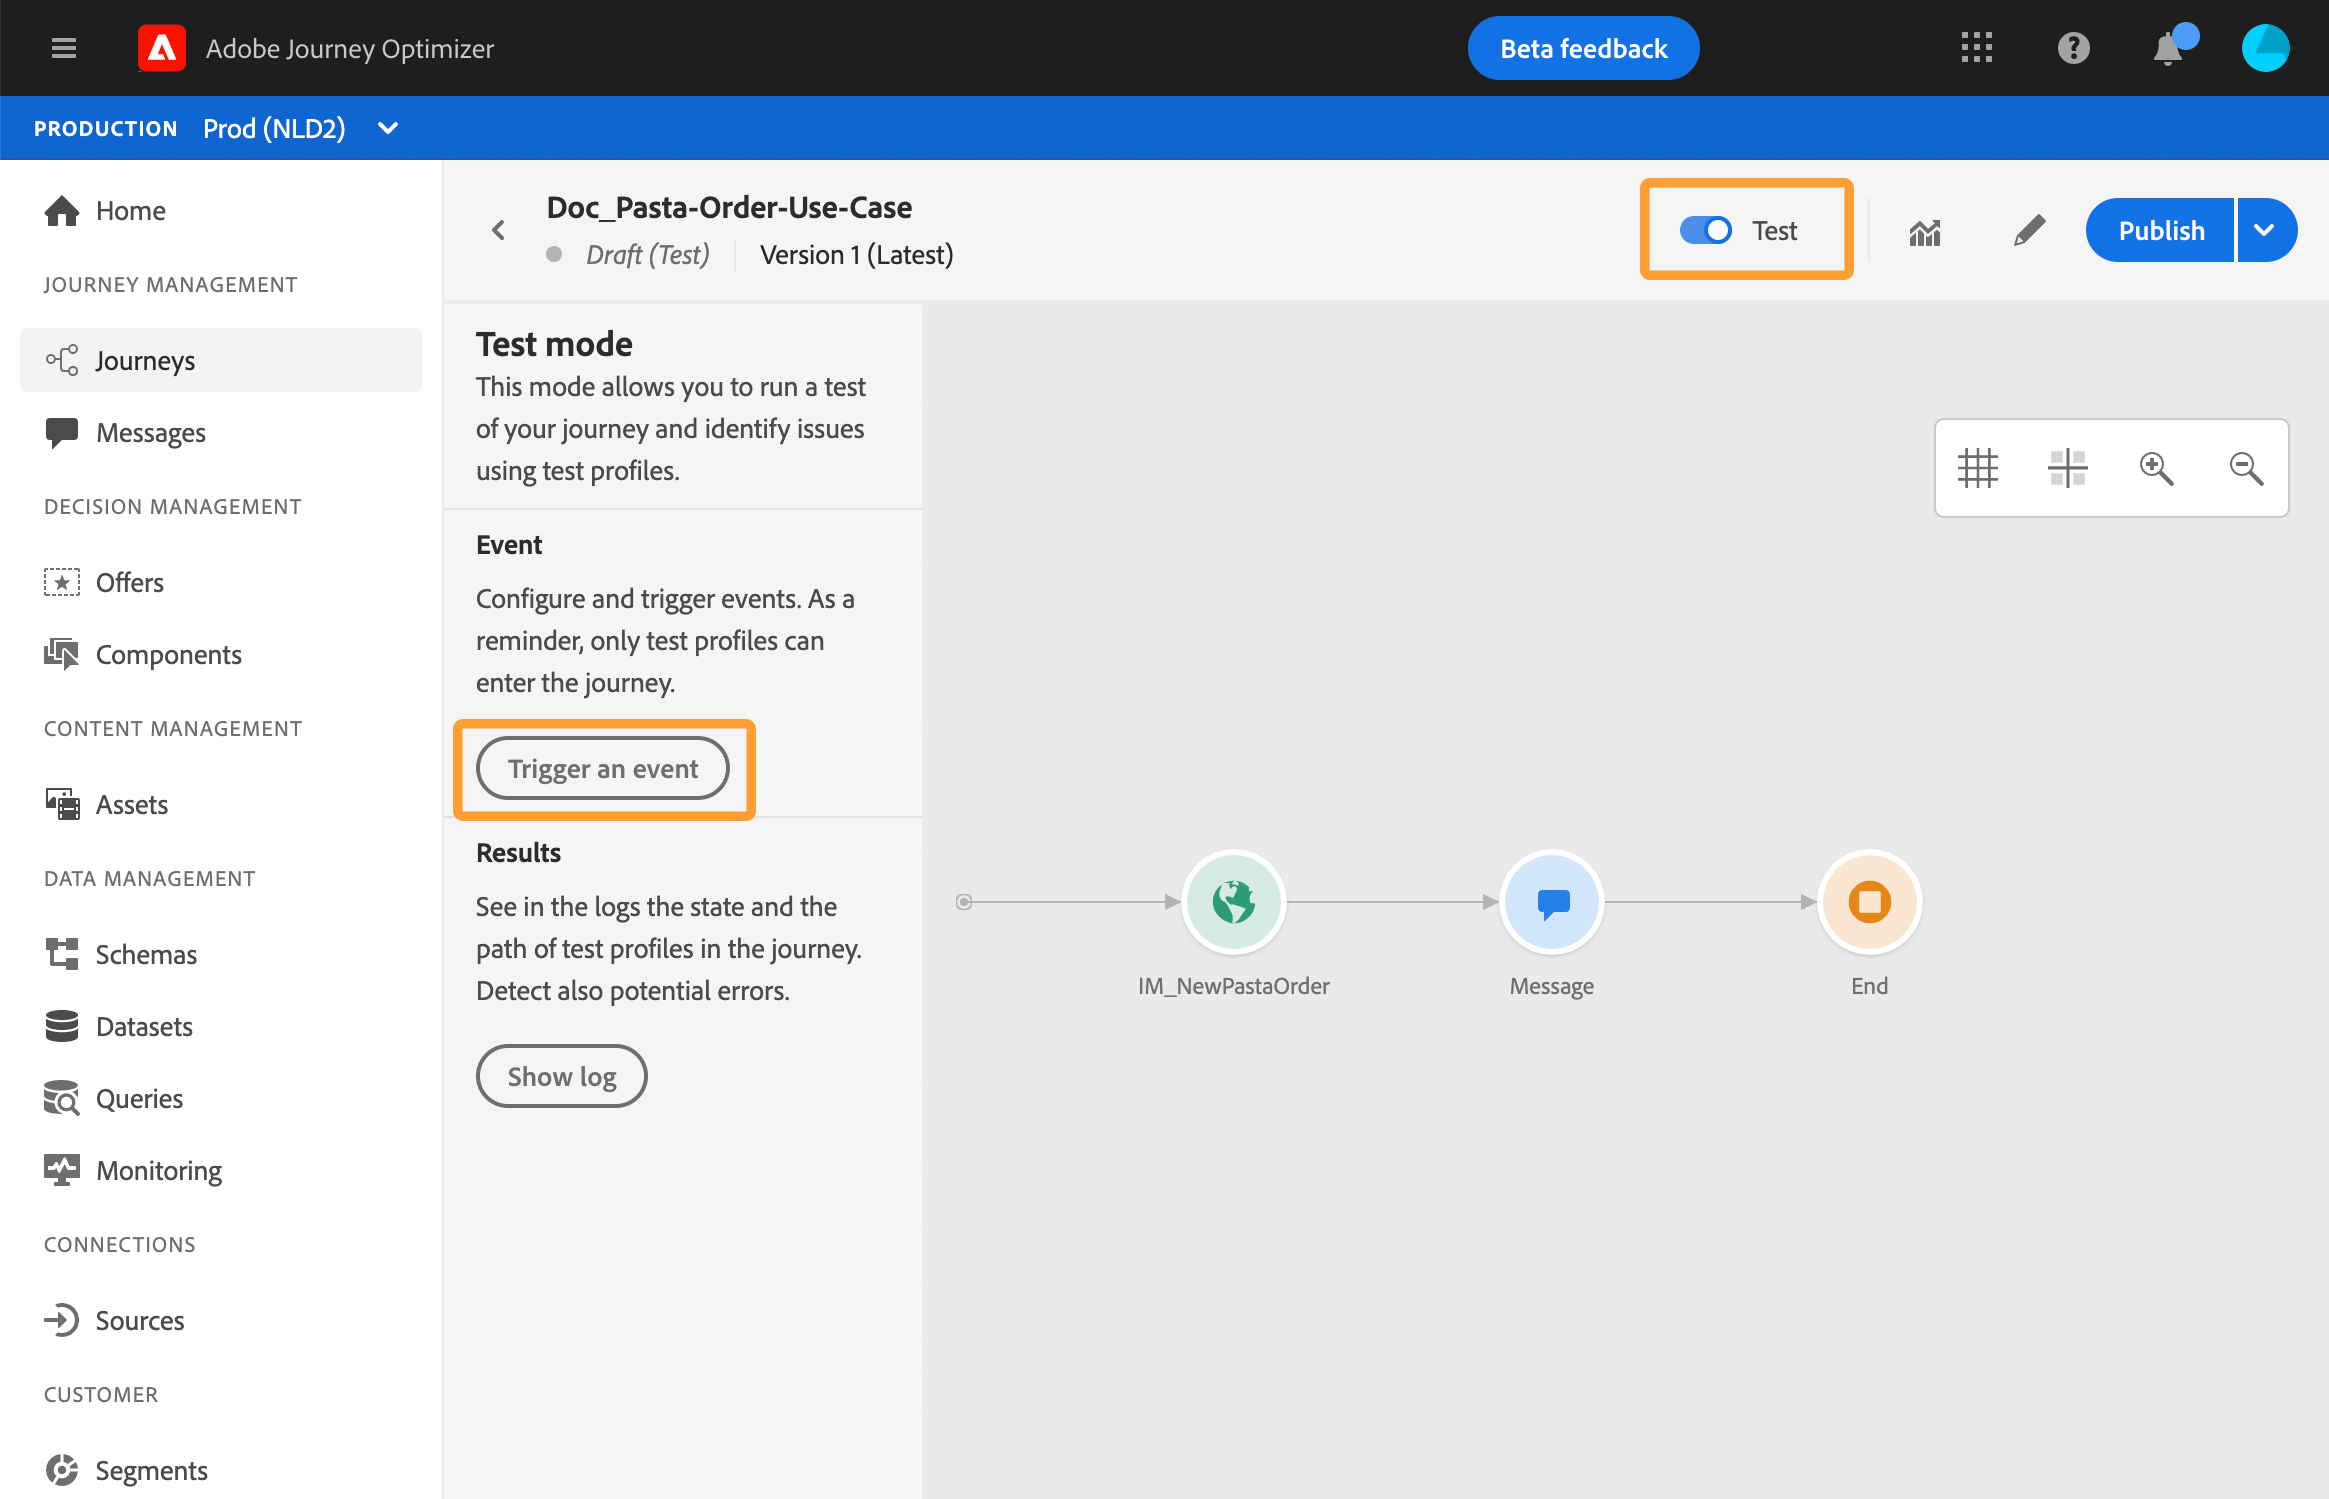 Adobe Journey Optimizer
Beta feedback
PRODUCTION Prod (NLD2)
Home
JOURNEY MANAGEMENT
Journeys
Messages
DECISION MANAGEMENT
Offers
Components
CONTENT MANAGEMENT
Assets
DATA MANAGEMENT
Schemas
Datasets
Queries
Monitoring
CONNECTIONS
Sources
CUSTOMER
Segments
Doc_Pasta-Order-Use-Case
Draft (Test) Version 1 (Latest)
Test
Publish
Test mode
This mode allows you to run a test
of your journey and identify issues
using test profiles.
Event
Configure and trigger events. As a
reminder, only test profiles can
enter the journey.
Trigger an event
Results
See in the logs the state and the
path of test profiles in the journey.
Detect also potential errors.
Show log
IM_NewPastaOrder
Message
End